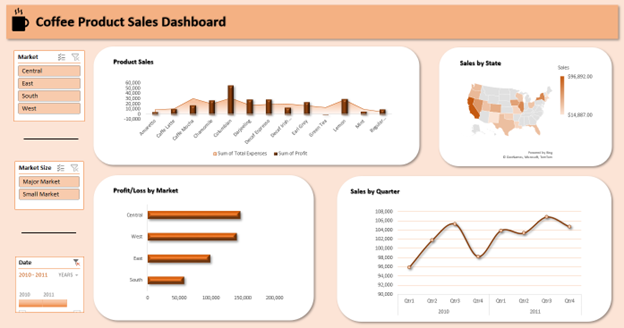 Coffee Product Sales Dashboard
Market
Central
East
South
West
Market Size
Major Market
Small Market
Date
2010 - 2011 YEARS
2010 2011
Product Sales
60,000
50,000
40,000
30,000
20,000
10,000
0
-10,000
Amaretto
Caffe Latte
Caffe Mocha
Chamomile
Columbian
Darjeeling
Decaf Espresso
Decaf Irish…
Earl Grey
Green Tea
Lemon
Mint
Regular…
Sum of Total Expenses Sum of Profit
Sales by State
Sales
$96,892.00
$14,887.00
Powered by Bing
© GeoNames, Microsoft, TomTom
Profit/Loss by Market
Central
West
East
South
0 50,000 100,000 150,000 200,000
Sales by Quarter
108,000
106,000
104,000
102,000
100,000
98,000
96,000
94,000
92,000
90,000
Qtr1 Qtr2 Qtr3 Qtr4 Qtr1 Qtr2 Qtr3 Qtr4
2010 2011